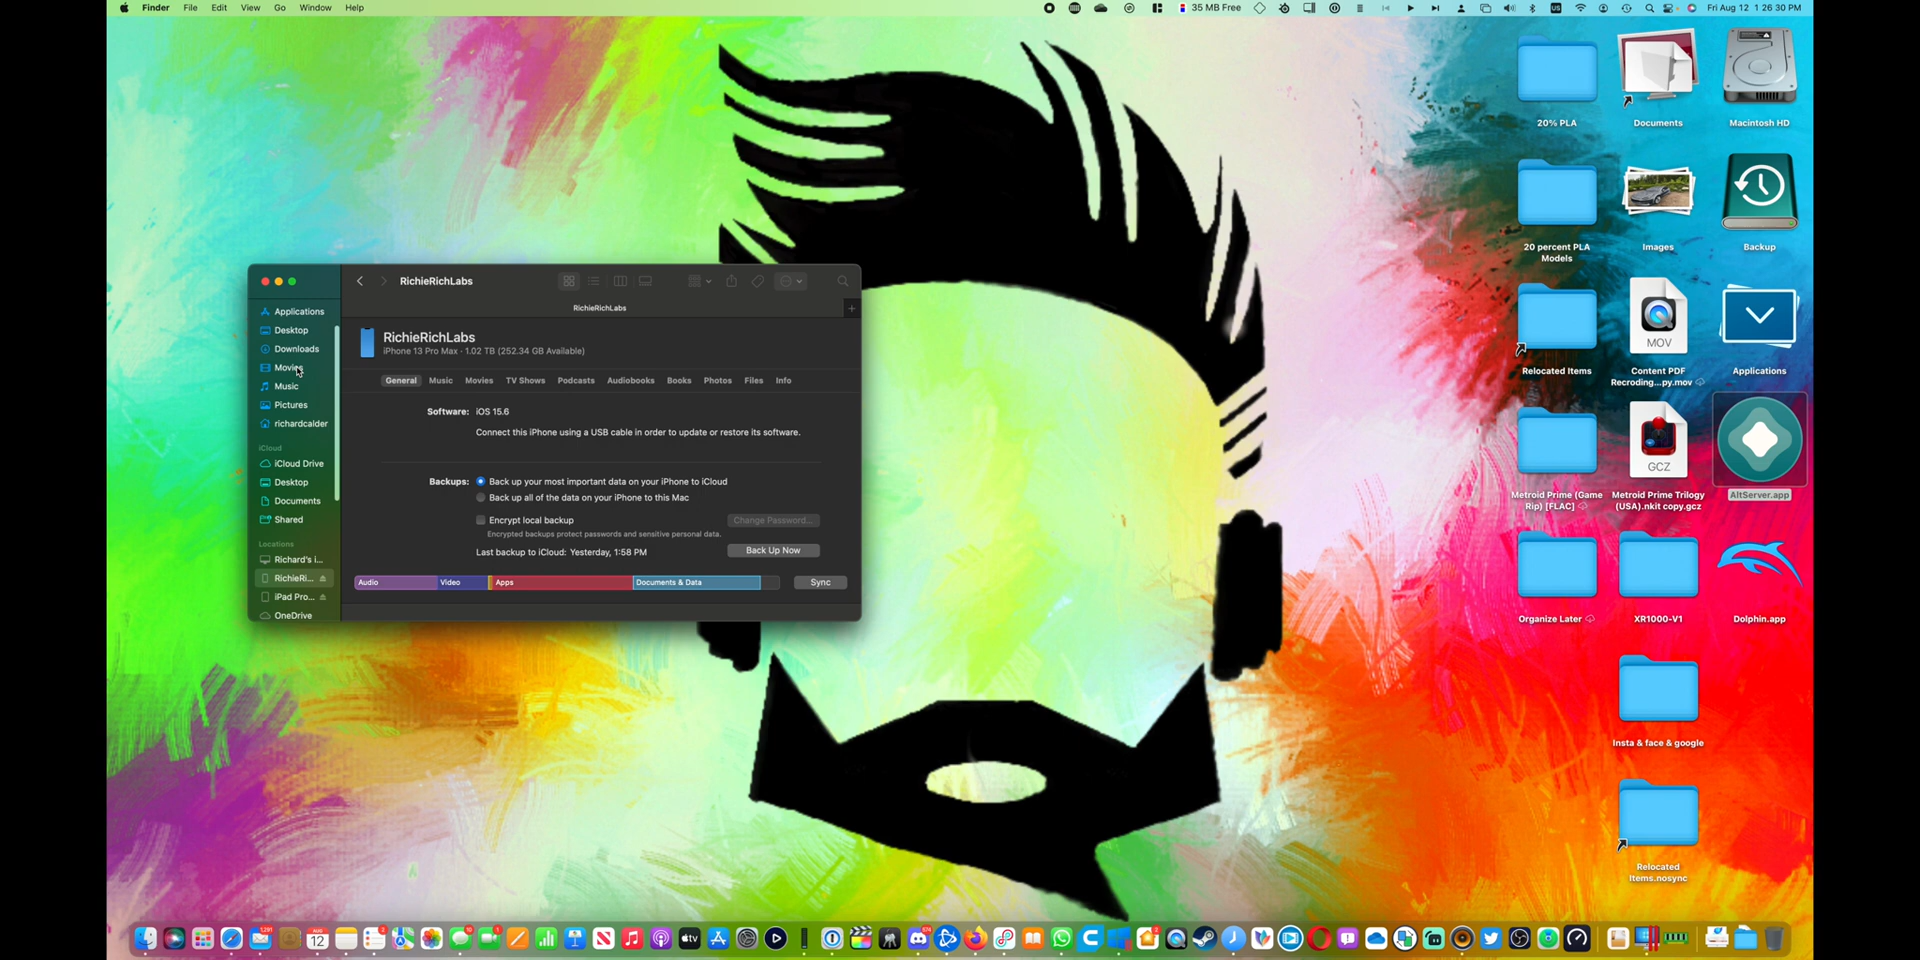 Finder File Edit View Go Window Help
35 MB Free
US
Fri Aug 12 1 26 30 PM
20% PLA
Documents
Macintosh HD
20 percent PLA
Models
Images
Backup
Relocated Items
MOV
Content PDF
Recroding...py.mov
Applications
GCZ
Metroid Prime (Game
Rip) [FLAC]
Metroid Prime Trilogy
(USA).nkit copy.gcz
AltServer.app
Organize Later
XR1000-V1
Dolphin.app
Insta & face & google
Relocated
Items.nosync
RichieRichLabs
RichieRichLabs
Applications
Desktop
Downloads
Movies
Music
Pictures
richardcalder
iCloud
iCloud Drive
Desktop
Documents
Shared
Locations
Richard's i...
RichieRi...
iPad Pro...
OneDrive
RichieRichLabs
iPhone 13 Pro Max · 1.02 TB (252.34 GB Available)
General Music Movies TV Shows Podcasts Audiobooks Books Photos Files Info
Software: iOS 15.6
Connect this iPhone using a USB cable in order to update or restore its software.
Backups: Back up your most important data on your iPhone to iCloud
Back up all of the data on your iPhone to this Mac
Encrypt local backup
Change Password...
Encrypted backups protect passwords and sensitive personal data.
Last backup to iCloud: Yesterday, 1:58 PM
Back Up Now
Audio Video Apps Documents & Data
Sync
1,291
AUG
12
tv